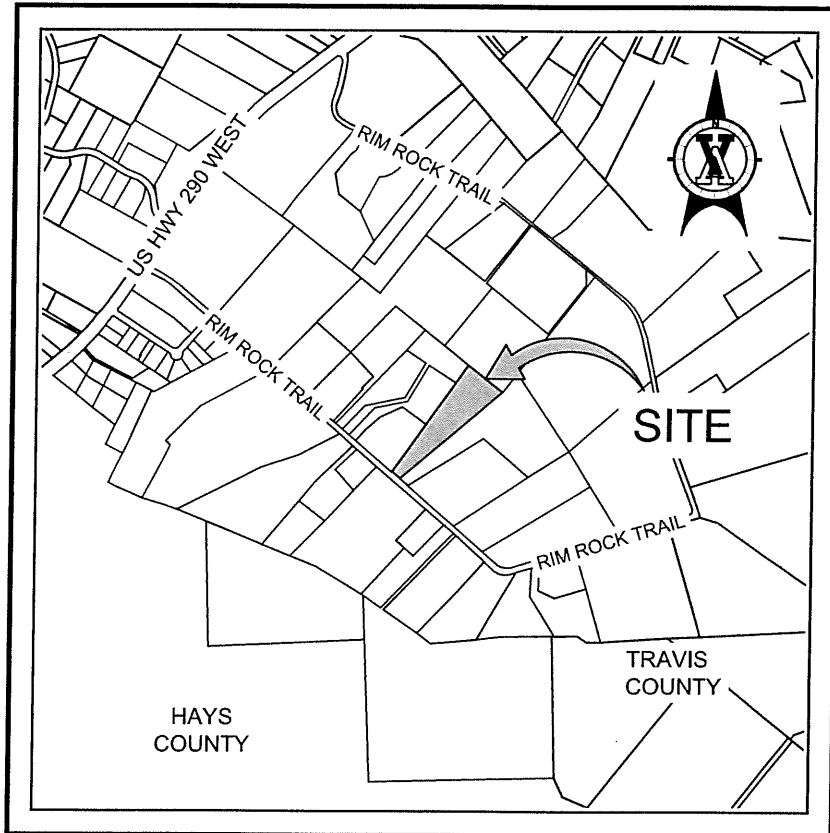 US HWY 290 WEST
RIM ROCK TRAIL
N
RIM ROCK TRAIL
SITE
RIM ROCK TRAIL
TRAVIS
COUNTY
HAYS
COUNTY